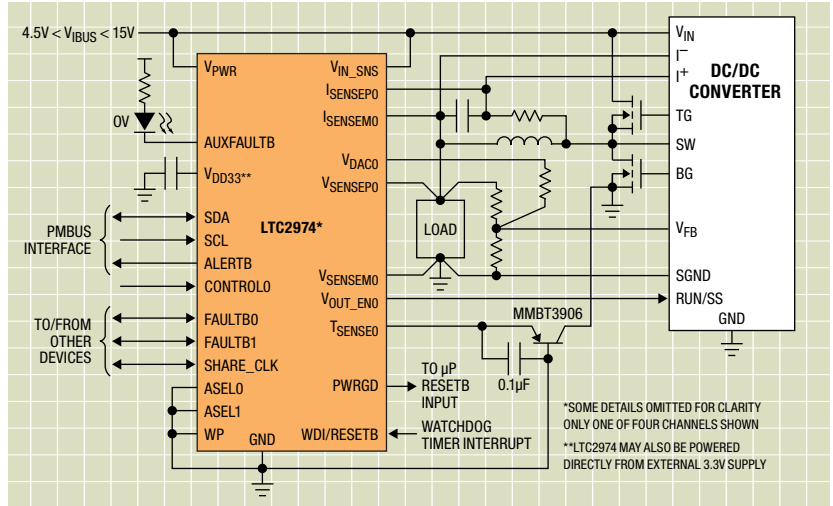 4.5V < VIBUS < 15V
0V
VPWR
AUXFAULTB
VDD33**
SDA
SCL
ALERTB
CONTROL0
FAULTB0
FAULTB1
SHARE_CLK
ASEL0
ASEL1
WP
GND
PMBUS
INTERFACE
TO/FROM
OTHER
DEVICES
LTC2974*
VIN_SNS
ISENSEP0
ISENSEM0
VDAC0
VSENSEP0
VSENSEM0
VOUT_EN0
TSENSE0
PWRGD
WDI/RESETB
TO µP
RESETB
INPUT
WATCHDOG
TIMER INTERRUPT
LOAD
0.1µF
MMBT3906
VIN
I–
I+
DC/DC
CONVERTER
TG
SW
BG
VFB
SGND
RUN/SS
GND
*SOME DETAILS OMITTED FOR CLARITY
ONLY ONE OF FOUR CHANNELS SHOWN
**LTC2974 MAY ALSO BE POWERED
DIRECTLY FROM EXTERNAL 3.3V SUPPLY